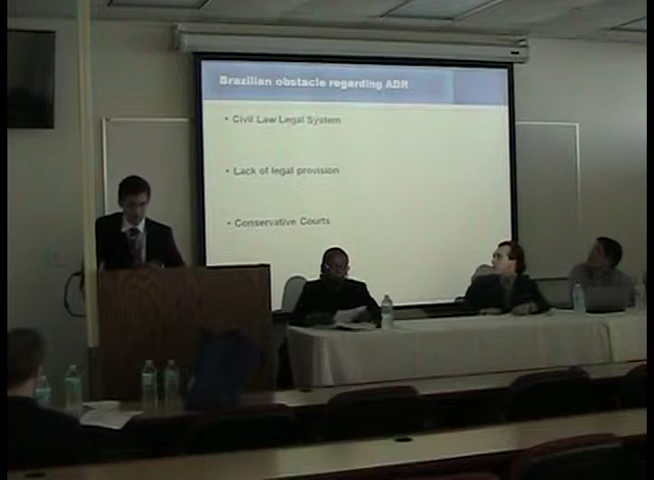 Brazilian obstacle regarding ADR
• Civil Law Legal System
• Lack of legal provision
• Conservative Courts